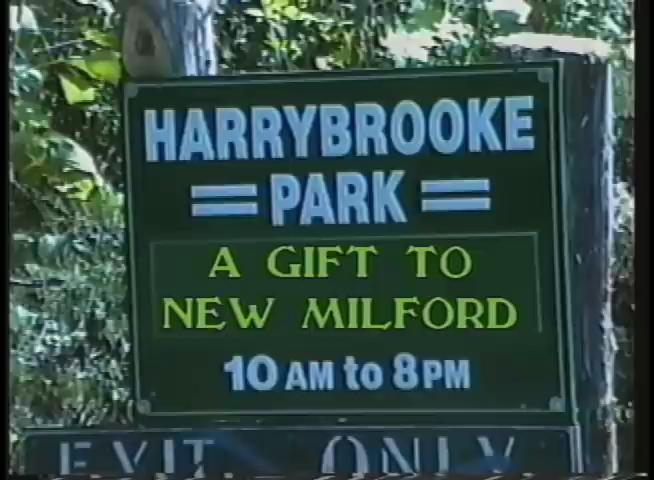 HARRYBROOKE
PARK
A GIFT TO
NEW MILFORD
10 AM to 8 PM
EXIT ONLY